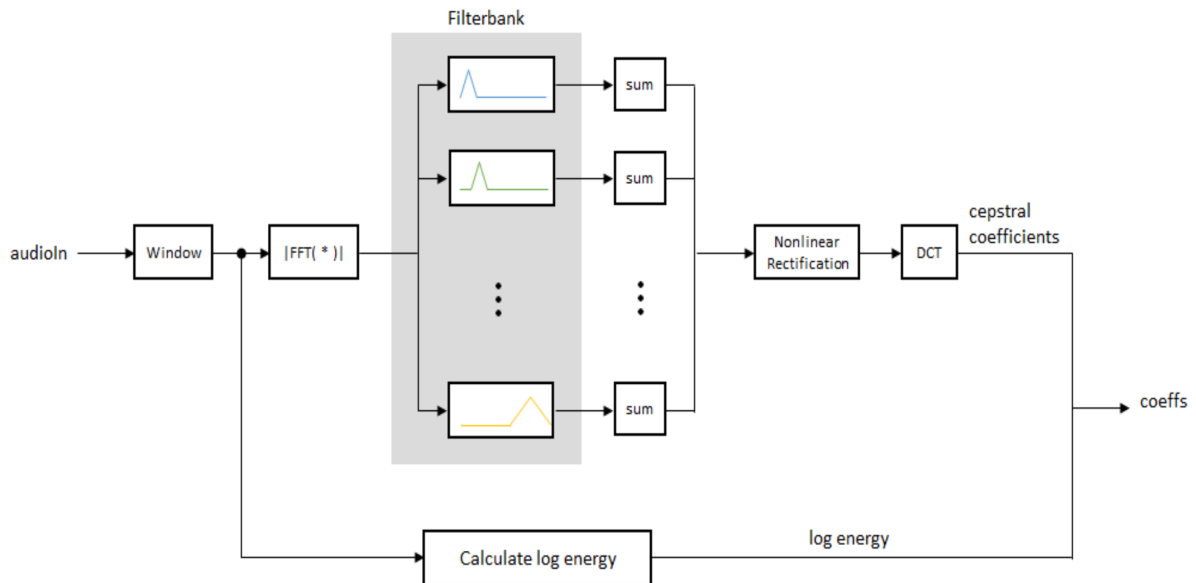 Filterbank
sum
sum
audioIn
Window
|FFT( * )|
Nonlinear
Rectification
DCT
cepstral
coefficients
sum
coeffs
log energy
Calculate log energy